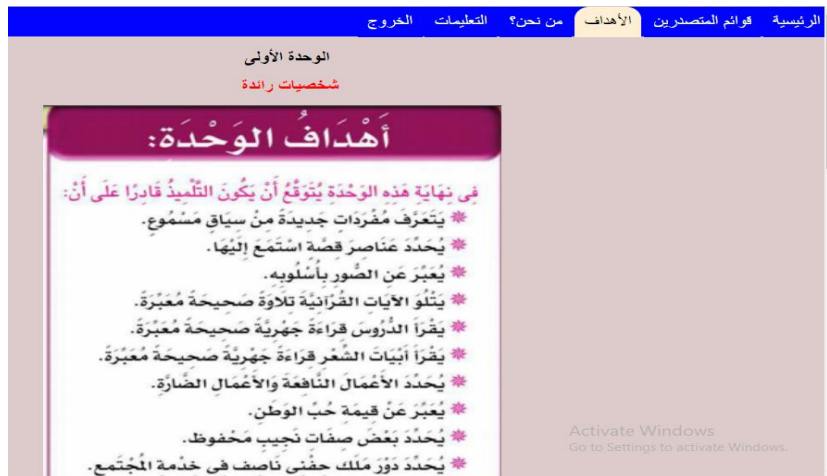 الرئيسية قوائم المتصدرين الأهداف من نحن؟ التعليمات الخروج
الوحدة الأولى
شخصيات رائدة
أَهْدَافُ الوَحْدَةِ:
فِى نِهَايَةِ هَذِهِ الوَحْدَةِ يُتَوَقَّعُ أَنْ يَكُونَ التِّلْمِيذُ قَادِرًا عَلَى أَنْ:
يَتَعَرَّفَ مُفْرَدَاتٍ جَدِيدَةً مِنْ سِيَاقٍ مَسْمُوعٍ.
يُحَدِّدَ عَنَاصِرَ قِصَّةٍ اسْتَمَعَ إِلَيْهَا.
يُعَبِّرَ عَنِ الصُّورِ بِأُسْلُوبِهِ.
يَتْلُوَ الآيَاتِ القُرْآنِيَّةَ تِلَاوَةً صَحِيحَةً مُعَبِّرَةً.
يَقْرَأَ الدُّرُوسَ قِرَاءَةً جَهْرِيَّةً صَحِيحَةً مُعَبِّرَةً.
يَقْرَأَ أَبْيَاتَ الشِّعْرِ قِرَاءَةً جَهْرِيَّةً صَحِيحَةً مُعَبِّرَةً.
يُحَدِّدَ الأَعْمَالَ النَّافِعَةَ وَالأَعْمَالَ الضَّارَّةَ.
يُعَبِّرَ عَنْ قِيمَةِ حُبِّ الوَطَنِ.
يُحَدِّدَ بَعْضَ صِفَاتِ نَجِيبِ مَحْفُوظ.
يُحَدِّدَ دَوْرَ مَلَك حِفْنِى نَاصِف فِى خِدْمَةِ المُجْتَمَعِ.
Activate Windows
Go to Settings to activate Windows.